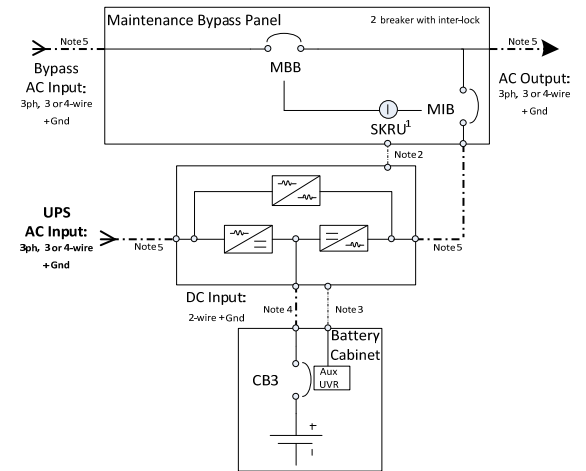 Maintenance Bypass Panel
2 breaker with inter-lock
Note5
Note 5
Bypass
AC Input:
3ph, 3 or 4-wire
+Gnd
MBB
AC Output:
3ph, 3 or 4-wire
+Gnd
MIB
SKRU1
Note2
UPS
AC Input:
3ph, 3 or 4-wire
+Gnd
Note5
Note5
DC Input:
2-wire +Gnd
Note 4
Note3
Battery
Cabinet
CB3
Aux
UVR
+